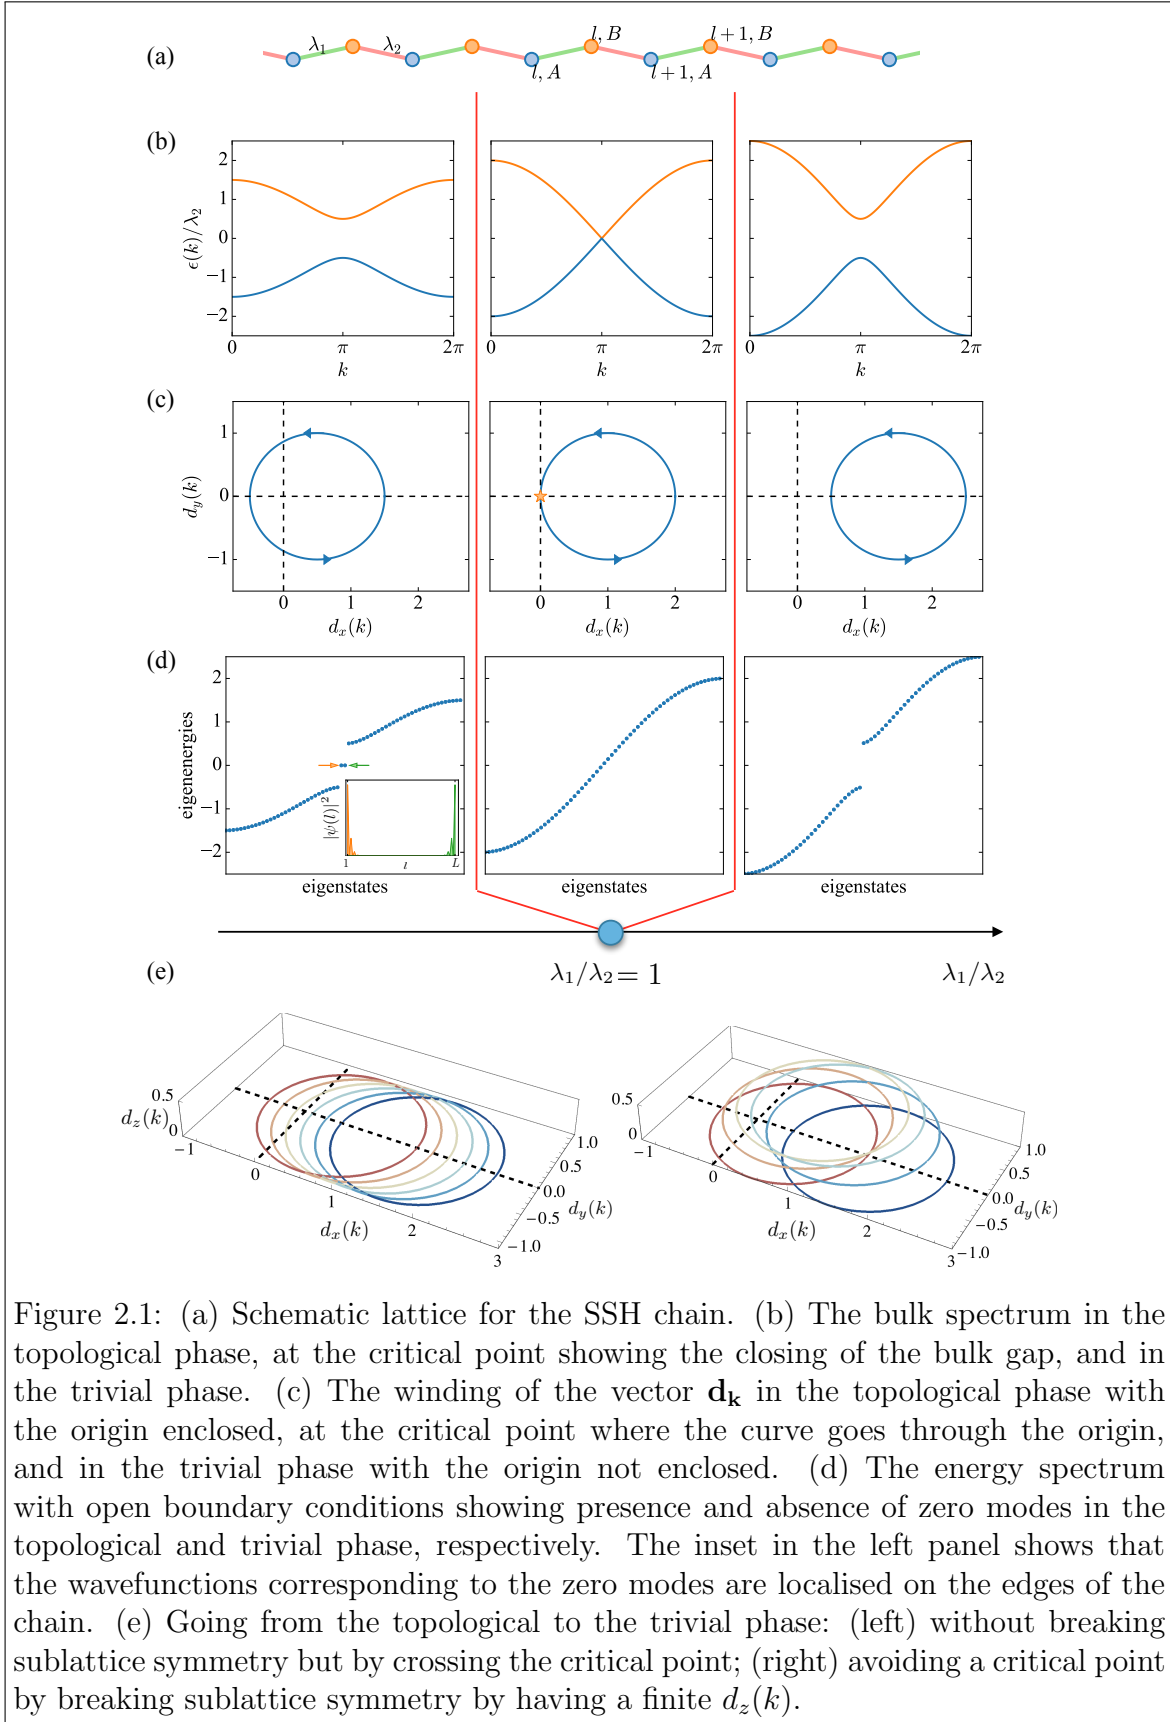 (a)
λ₁
λ₂
l, B
l + 1, B
l, A
l + 1, A
(b)
ϵ(k)/λ₂
2
1
0
−1
−2
0 π 2π
k
0 π 2π
k
0 π 2π
k
(c)
d_y(k)
1
0
−1
0 1 2
d_x(k)
0 1 2
d_x(k)
0 1 2
d_x(k)
(d)
eigenenergies
2
1
0
−1
−2
|ψ(l)|²
1 l L
eigenstates
eigenstates
eigenstates
λ₁/λ₂ = 1
λ₁/λ₂
(e)
0.5
d_z(k)
0
−1
0
1
d_x(k)
2
3
1.0
0.5
0.0
d_y(k)
−0.5
−1.0
0.5
0
−1
0
1
d_x(k)
2
3
1.0
0.5
0.0
d_y(k)
−0.5
−1.0
Figure 2.1: (a) Schematic lattice for the SSH chain. (b) The bulk spectrum in the
topological phase, at the critical point showing the closing of the bulk gap, and in
the trivial phase. (c) The winding of the vector d_k in the topological phase with
the origin enclosed, at the critical point where the curve goes through the origin,
and in the trivial phase with the origin not enclosed. (d) The energy spectrum
with open boundary conditions showing presence and absence of zero modes in the
topological and trivial phase, respectively. The inset in the left panel shows that
the wavefunctions corresponding to the zero modes are localised on the edges of the
chain. (e) Going from the topological to the trivial phase: (left) without breaking
sublattice symmetry but by crossing the critical point; (right) avoiding a critical point
by breaking sublattice symmetry by having a finite d_z(k).